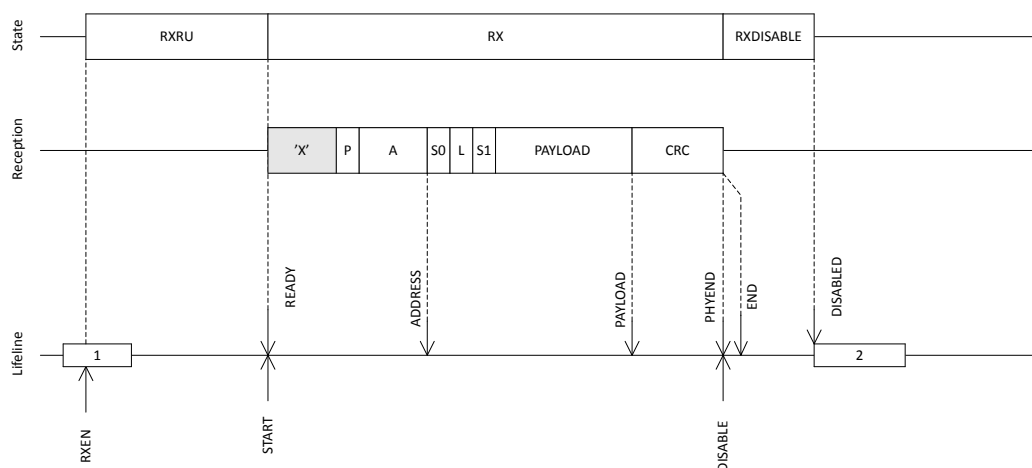 State
RXRU
RX
RXDISABLE
Reception
'X'
P
A
S0
L
S1
PAYLOAD
CRC
READY
ADDRESS
PAYLOAD
PHYEND
END
DISABLED
Lifeline
1
2
RXEN
START
DISABLE